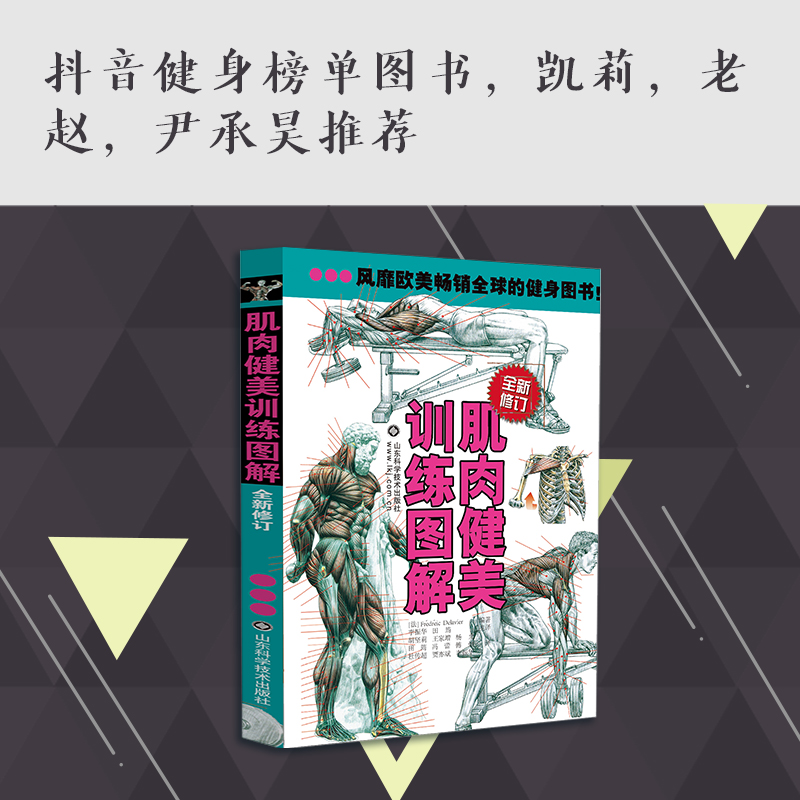 抖音健身榜单图书，凯莉，老
赵，尹承昊推荐
风靡欧美畅销全球的健身图书！
肌肉健美训练图解
全新修订
山东科学技术出版社
全新
修订
肌肉健美
训练图解
山东科学技术出版社
www.lkj.com.cn
[法] Frédéric Delavier